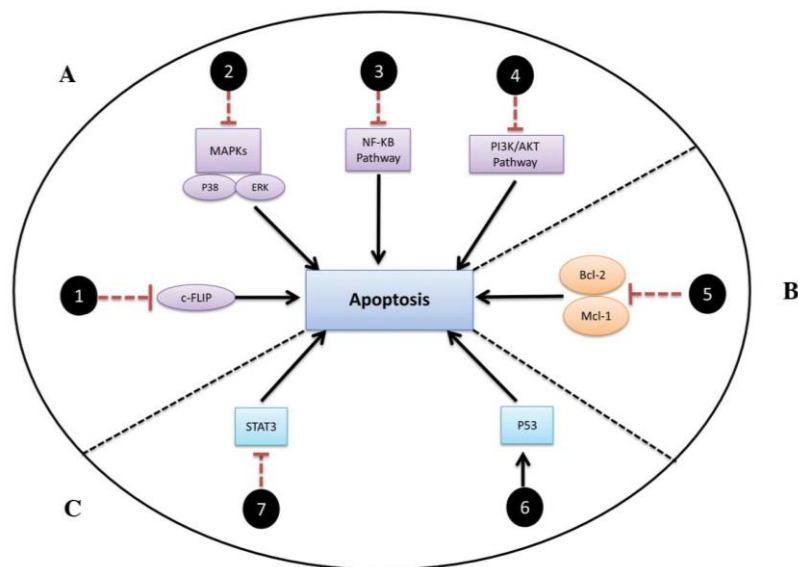 A
2
3
4
MAPKs
P38
ERK
NF-KB
Pathway
PI3K/AKT
Pathway
1
c-FLIP
Apoptosis
Bcl-2
Mcl-1
5
B
STAT3
P53
C
7
6